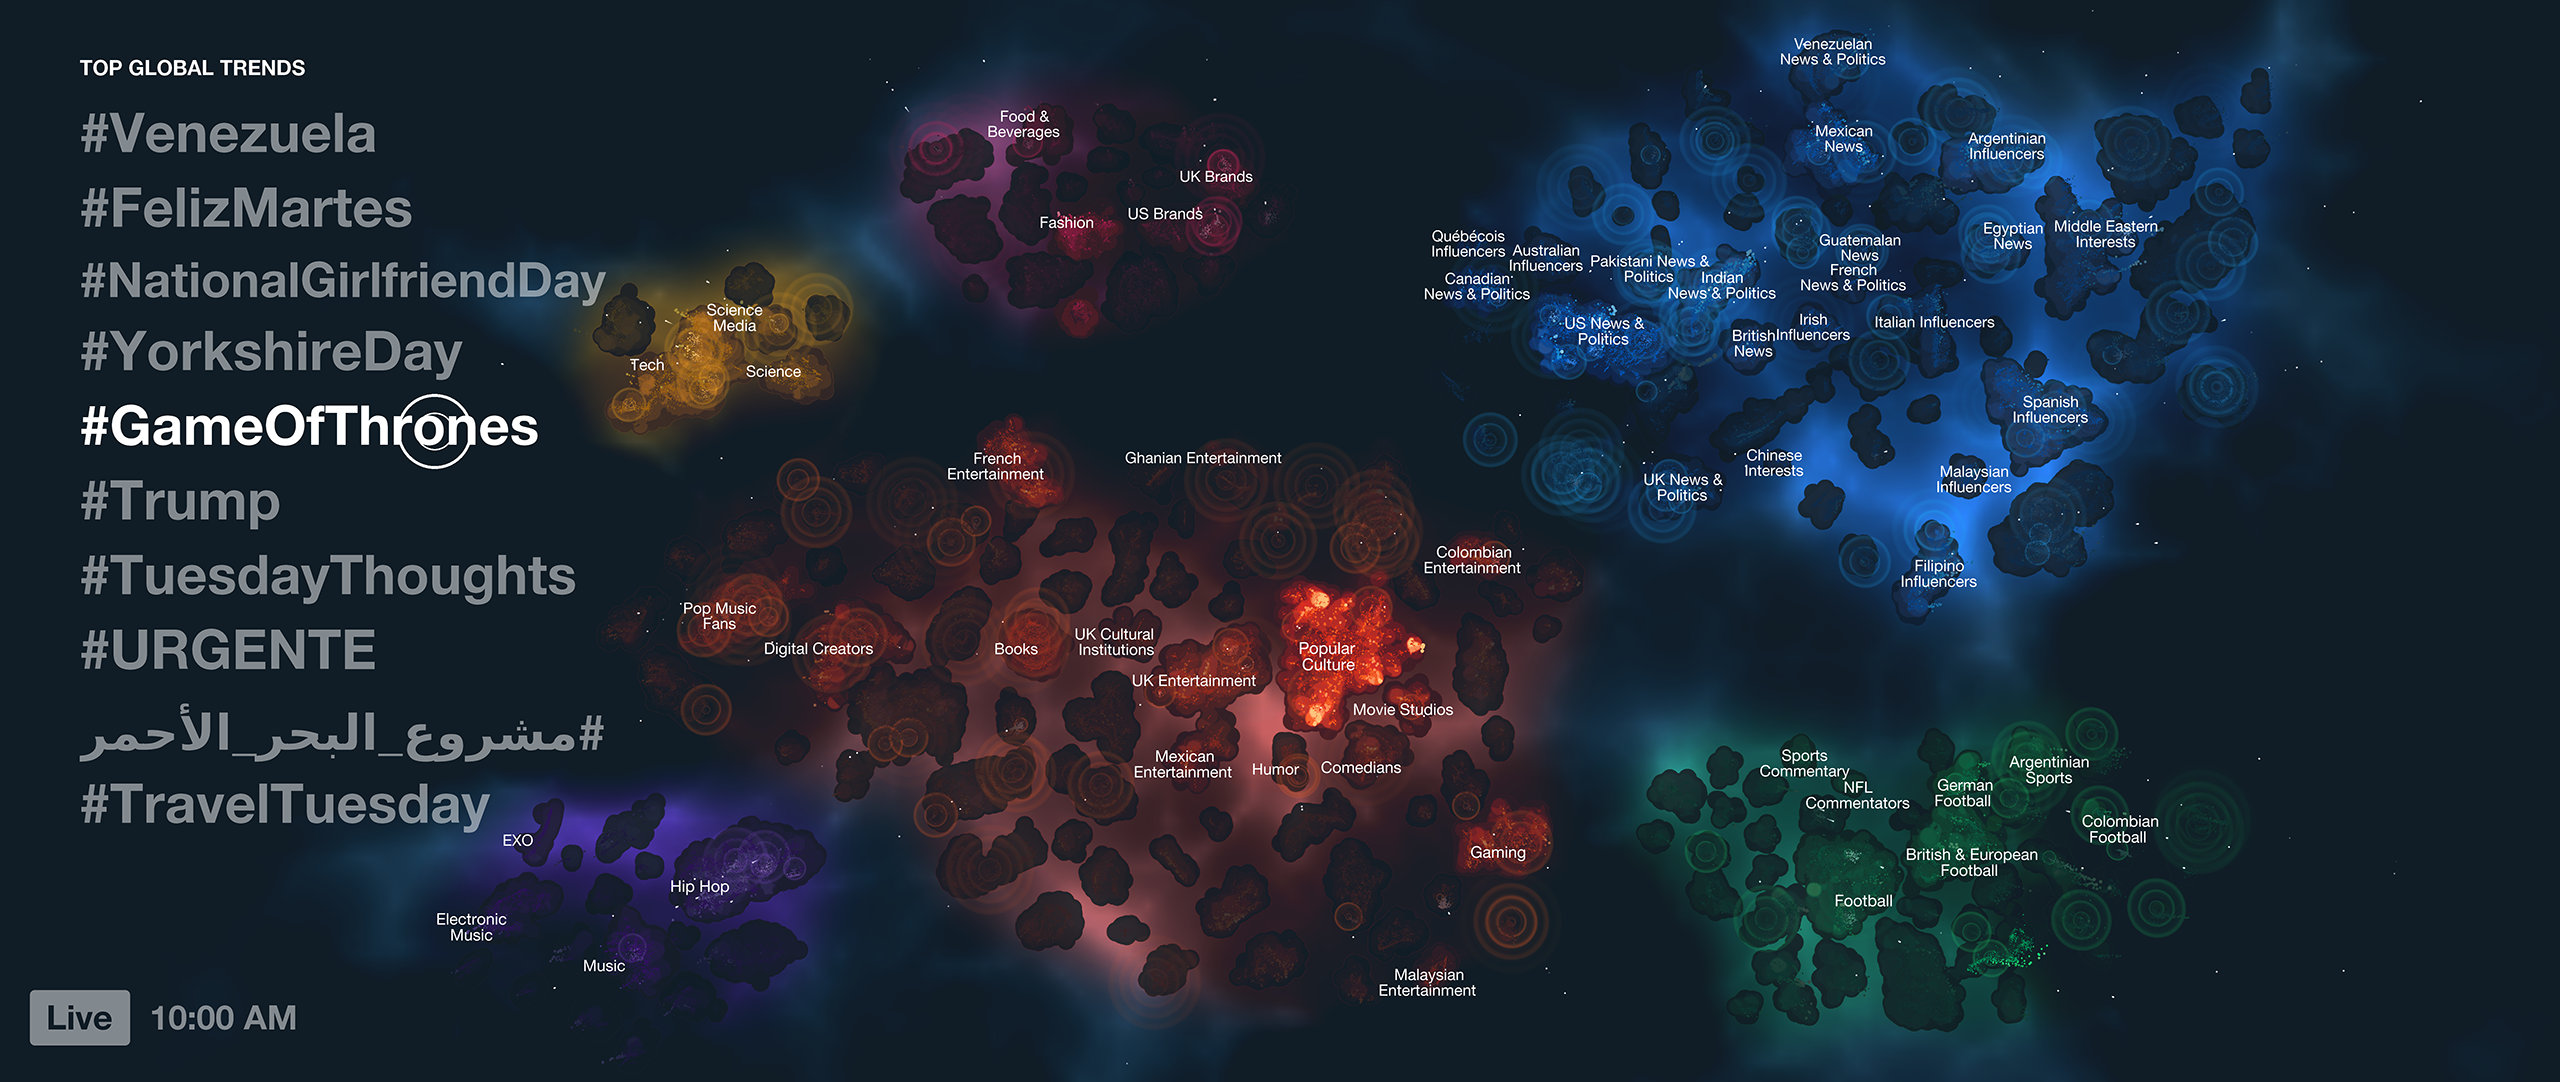 TOP GLOBAL TRENDS
#Venezuela
#FelizMartes
#NationalGirlfriendDay
#YorkshireDay
#GameOfThrones
#Trump
#TuesdayThoughts
#URGENTE
#مشروع_البحر_الأحمر
#TravelTuesday
Live 10:00 AM
Food &
Beverages
UK Brands
US Brands
Fashion
Science
Media
Tech
Science
Venezuelan
News & Politics
Mexican
News
Argentinian
Influencers
Québécois
Influencers
Australian
Influencers
Canadian
News & Politics
Pakistani News &
Politics
Indian
News & Politics
Guatemalan
News
French
News & Politics
Egyptian
News
Middle Eastern
Interests
US News &
Politics
British
News
Irish
Influencers
Italian Influencers
Spanish
Influencers
Chinese
Interests
UK News &
Politics
Malaysian
Influencers
Filipino
Influencers
French
Entertainment
Ghanian Entertainment
Colombian
Entertainment
Pop Music
Fans
Digital Creators
Books
UK Cultural
Institutions
UK Entertainment
Popular
Culture
Movie Studios
Mexican
Entertainment
Humor
Comedians
Gaming
Malaysian
Entertainment
EXO
Hip Hop
Electronic
Music
Music
Sports
Commentary
NFL
Commentators
German
Football
Argentinian
Sports
Colombian
Football
British & European
Football
Football